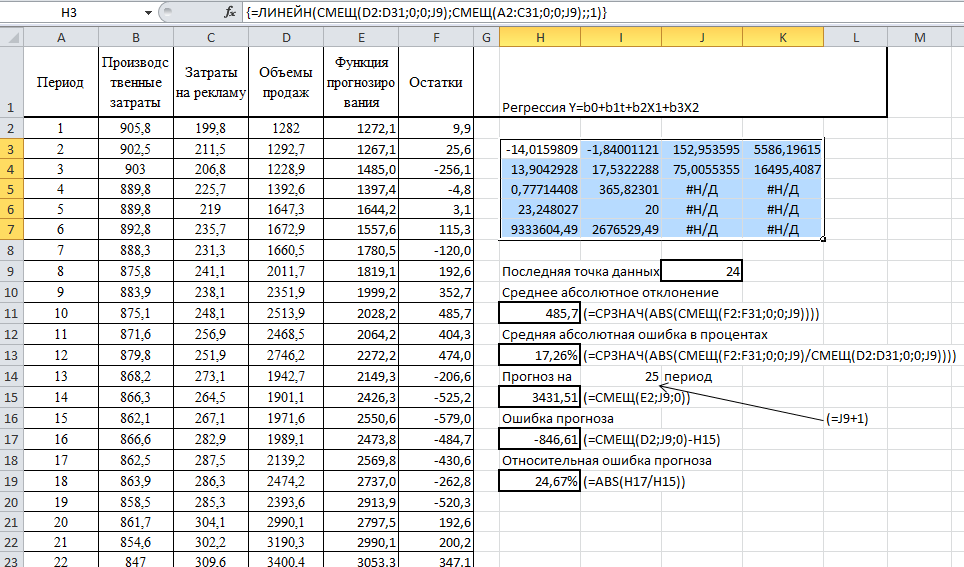 H3 fx {=ЛИНЕЙН(СМЕЩ(D2:D31;0;0;J9);СМЕЩ(A2:C31;0;0;J9);;1)}
A B C D E F G H I J K L M
1 Период Производс твенные затраты Затраты на рекламу Объемы продаж Функция прогнозиро вания Остатки Регрессия Y=b0+b1t+b2X1+b3X2
2 1 905,8 199,8 1282 1272,1 9,9
3 2 902,5 211,5 1292,7 1267,1 25,6 -14,0159809 -1,84001121 152,953595 5586,19615
4 3 903 206,8 1228,9 1485,0 -256,1 13,9042928 17,5322288 75,0055355 16495,4087
5 4 889,8 225,7 1392,6 1397,4 -4,8 0,77714408 365,82301 #Н/Д #Н/Д
6 5 889,8 219 1647,3 1644,2 3,1 23,248027 20 #Н/Д #Н/Д
7 6 892,8 235,7 1672,9 1557,6 115,3 9333604,49 2676529,49 #Н/Д #Н/Д
8 7 888,3 231,3 1660,5 1780,5 -120,0
9 8 875,8 241,1 2011,7 1819,1 192,6 Последняя точка данных 24
10 9 883,9 238,1 2351,9 1999,2 352,7 Среднее абсолютное отклонение
11 10 875,1 248,1 2513,9 2028,2 485,7 485,7 (=СРЗНАЧ(ABS(СМЕЩ(F2:F31;0;0;J9))))
12 11 871,6 256,9 2468,5 2064,2 404,3 Средняя абсолютная ошибка в процентах
13 12 879,8 251,9 2746,2 2272,2 474,0 17,26% (=СРЗНАЧ(ABS(СМЕЩ(F2:F31;0;0;J9)/СМЕЩ(D2:D31;0;0;J9))))
14 13 868,2 273,1 1942,7 2149,3 -206,6 Прогноз на 25 период
15 14 866,3 264,5 1901,1 2426,3 -525,2 3431,51 (=СМЕЩ(E2;J9;0))
16 15 862,1 267,1 1971,6 2550,6 -579,0 Ошибка прогноза (=J9+1)
17 16 866,6 282,9 1989,1 2473,8 -484,7 -846,61 (=СМЕЩ(D2;J9;0)-H15)
18 17 862,5 287,5 2139,2 2569,8 -430,6 Относительная ошибка прогноза
19 18 863,9 286,3 2474,2 2737,0 -262,8 24,67% (=ABS(H17/H15))
20 19 858,5 285,3 2393,6 2913,9 -520,3
21 20 861,7 304,1 2990,1 2797,5 192,6
22 21 854,6 302,2 3190,3 2990,1 200,2
23 22 847 309,6 3400,4 3053,3 347,1